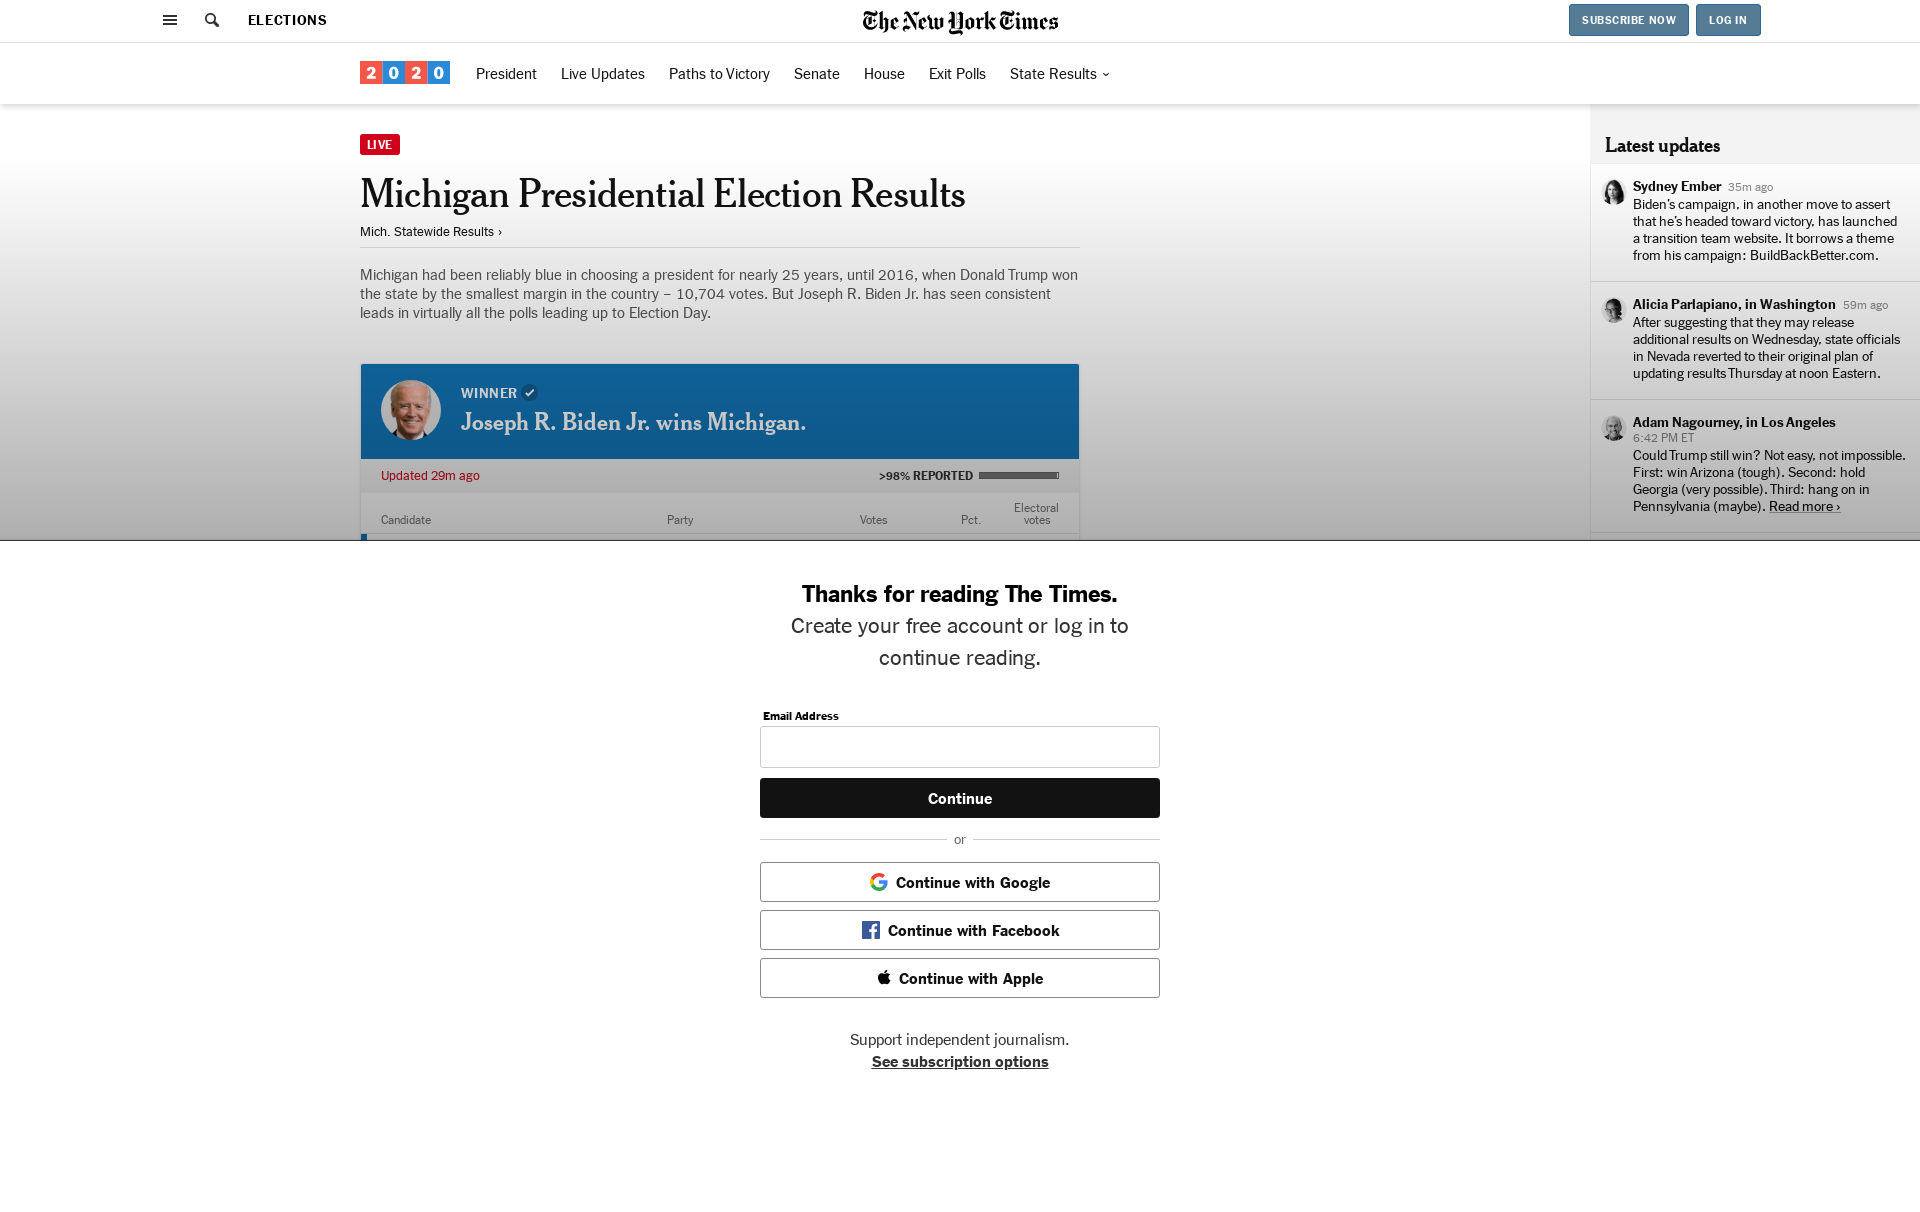 ELECTIONS
The New York Times
SUBSCRIBE NOW
LOG IN
2020
President
Live Updates
Paths to Victory
Senate
House
Exit Polls
State Results
LIVE
Michigan Presidential Election Results
Mich. Statewide Results ›
Michigan had been reliably blue in choosing a president for nearly 25 years, until 2016, when Donald Trump won
the state by the smallest margin in the country – 10,704 votes. But Joseph R. Biden Jr. has seen consistent
leads in virtually all the polls leading up to Election Day.
WINNER
Joseph R. Biden Jr. wins Michigan.
Updated 29m ago
>98% REPORTED
Candidate
Party
Votes
Pct.
Electoral
votes
Latest updates
Sydney Ember 35m ago
Biden’s campaign, in another move to assert
that he’s headed toward victory, has launched
a transition team website. It borrows a theme
from his campaign: BuildBackBetter.com.
Alicia Parlapiano, in Washington 59m ago
After suggesting that they may release
additional results on Wednesday, state officials
in Nevada reverted to their original plan of
updating results Thursday at noon Eastern.
Adam Nagourney, in Los Angeles
6:42 PM ET
Could Trump still win? Not easy, not impossible.
First: win Arizona (tough). Second: hold
Georgia (very possible). Third: hang on in
Pennsylvania (maybe). Read more ›
Thanks for reading The Times.
Create your free account or log in to
continue reading.
Email Address
Continue
or
Continue with Google
Continue with Facebook
Continue with Apple
Support independent journalism.
See subscription options